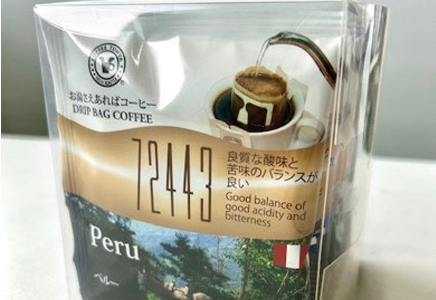 お湯さえあればコーヒー
DRIP BAG COFFEE
72443
良質な酸味と
苦味のバランスが
良い
Good balance of
good acidity and
bitterness
Peru
ペルー